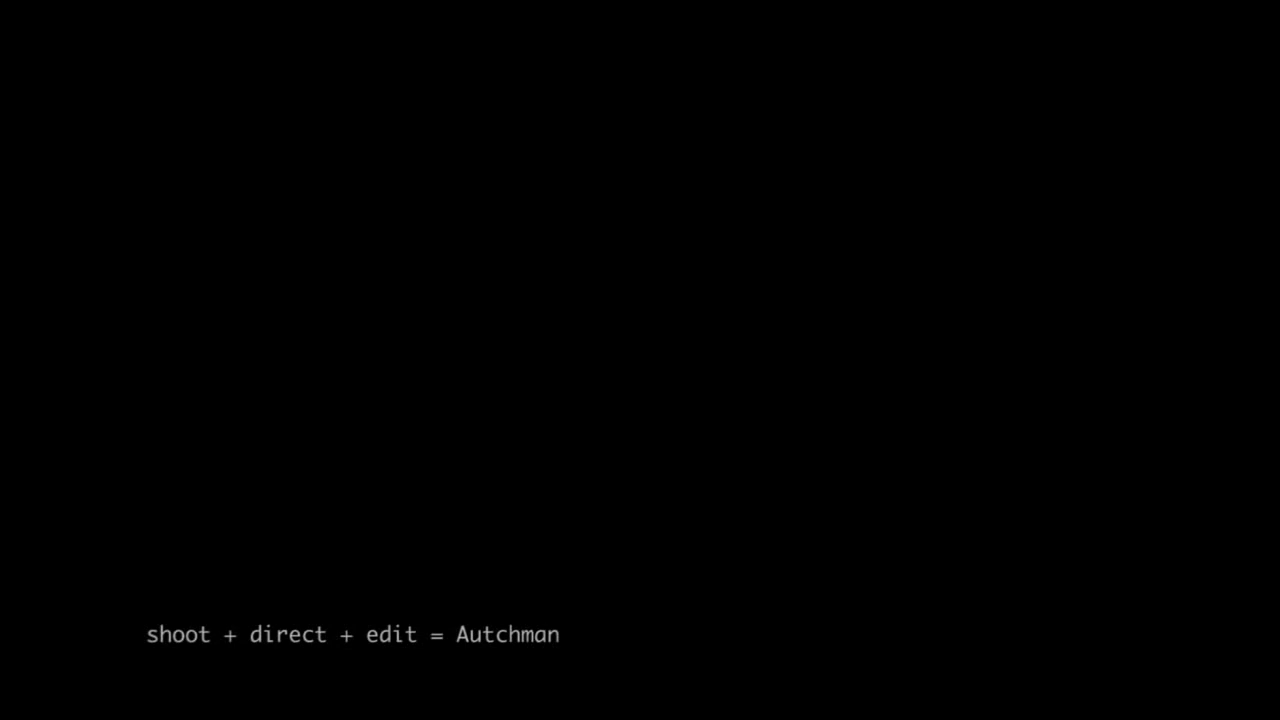 shoot + direct + edit = Autchman